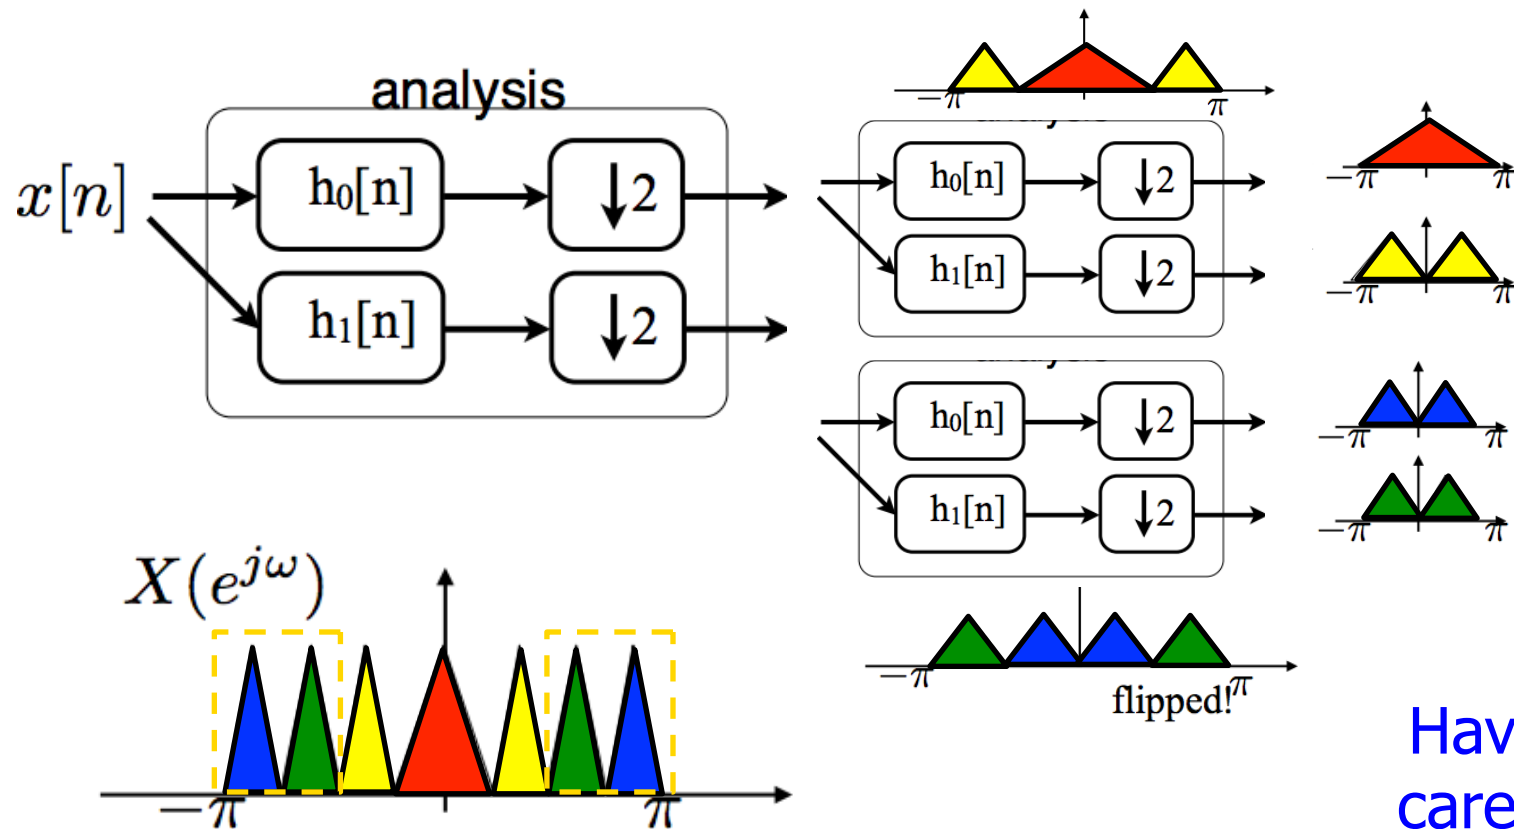 analysis
x[n]
h₀[n]
↓2
h₁[n]
↓2
X(e^{jω})
−π
π
−π
π
h₀[n]
↓2
h₁[n]
↓2
−π
π
−π
π
h₀[n]
↓2
h₁[n]
↓2
−π
π
−π
π
−π
π
flipped!
Hav
care